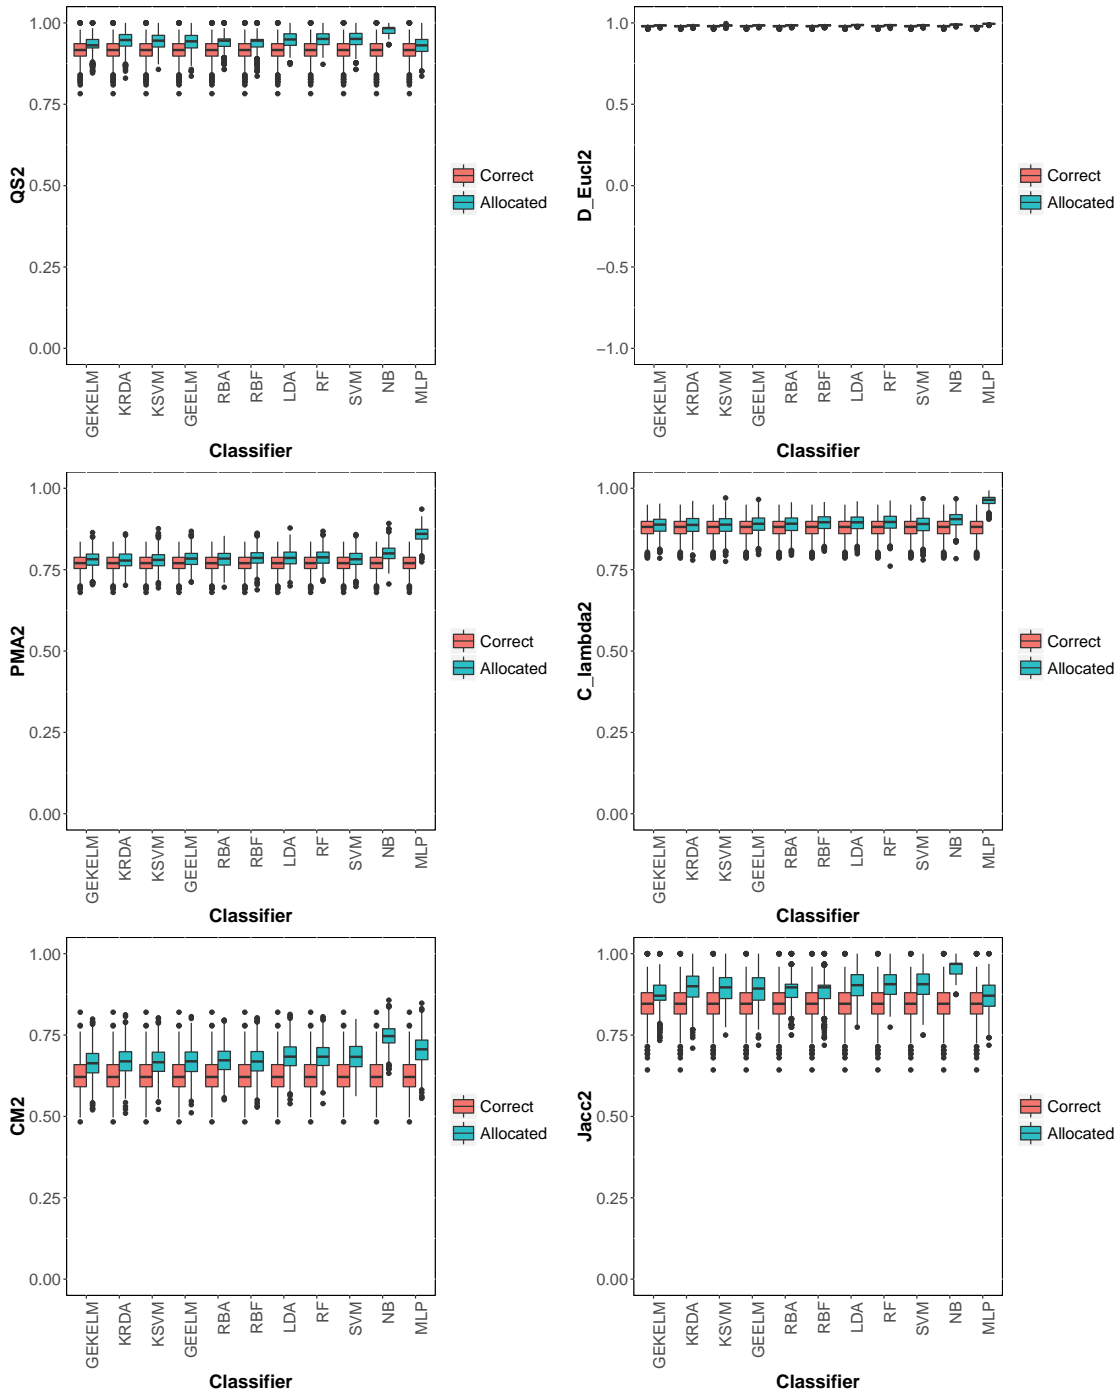 1.00
0.75
0.50
0.25
0.00
QS2
GEKELM
KRDA
KSVM
GEELM
RBA
RBF
LDA
RF
SVM
NB
MLP
Classifier
Correct
Allocated
1.0
0.5
0.0
−0.5
−1.0
D_Eucl2
GEKELM
KRDA
KSVM
GEELM
RBA
RBF
LDA
RF
SVM
NB
MLP
Classifier
Correct
Allocated
1.00
0.75
0.50
0.25
0.00
PMA2
GEKELM
KRDA
KSVM
GEELM
RBA
RBF
LDA
RF
SVM
NB
MLP
Classifier
Correct
Allocated
1.00
0.75
0.50
0.25
0.00
C_lambda2
GEKELM
KRDA
KSVM
GEELM
RBA
RBF
LDA
RF
SVM
NB
MLP
Classifier
Correct
Allocated
1.00
0.75
0.50
0.25
0.00
CM2
GEKELM
KRDA
KSVM
GEELM
RBA
RBF
LDA
RF
SVM
NB
MLP
Classifier
Correct
Allocated
1.00
0.75
0.50
0.25
0.00
Jacc2
GEKELM
KRDA
KSVM
GEELM
RBA
RBF
LDA
RF
SVM
NB
MLP
Classifier
Correct
Allocated